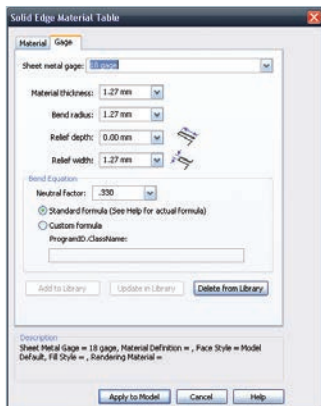 Solid Edge Material Table
Material Gage
Sheet metal gage: 18 gage
Material thickness: 1.27 mm
Bend radius: 1.27 mm
Relief depth: 0.00 mm
Relief width: 1.27 mm
Bend Equation
Neutral factor: .330
Standard formula (See Help for actual formula)
Custom formula
ProgramID.ClassName:
Add to Library Update in Library Delete from Library
Description
Sheet Metal Gage = 18 gage, Material Definition = , Face Style = Model
Default, Fill Style = , Rendering Material =
Apply to Model Cancel Help